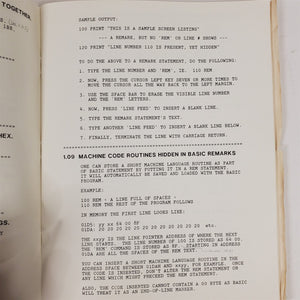 TOGETHER
188.
HEX.
GS.
SAMPLE OUTPUT:
100 PRINT "THIS IS A SAMPLE SCREEN LISTING"
--- A REMARK, BUT NO 'REM' OR LINE # SHOWS ---
120 PRINT "LINE NUMBER 110 IS PRESENT, YET HIDDEN"
TO DO THE ABOVE TO A REMARK STATEMENT, DO THE FOLLOWING:
1. TYPE THE LINE NUMBER AND 'REM', IE. 110 REM
2. NOW, PRESS THE CURSOR LEFT KEY SEVEN OR MORE TIMES TO
MOVE THE CURSOR ALL THE WAY BACK TO THE LEFT MARGIN.
3. USE THE SPACE BAR TO ERASE THE VISIBLE LINE NUMBER
AND THE 'REM' LETTERS.
4. NOW, PRESS 'LINE FEED' TO INSERT A BLANK LINE.
5. TYPE THE REMARK STATEMENT'S TEXT.
6. TYPE ANOTHER 'LINE FEED' TO INSERT A BLANK LINE BELOW.
7. FINALLY, TERMINATE THE LINE WITH CARRIAGE RETURN.
1.09 MACHINE CODE ROUTINES HIDDEN IN BASIC REMARKS
ONE CAN STORE A SHORT MACHINE LANGUAGE ROUTINE AS PART
OF BASIC STATEMENT BY PUTTING IT IN A REM STATEMENT.
IT WILL AUTOMATICALLY BE SAVED AND LOADED WITH THE BASIC
PROGRAM.
EXAMPLE:
100 REM - A LINE FULL OF SPACES -
110 REM THE REST OF THE PROGRAM FOLLOWS
IN MEMORY THE FIRST LINE LOOKS LIKE:
01D5: yy xx 64 00 8F
01DA: 20 20 20 20 20 20 20 20 20 20 20 20 etc.
THE xxyy IS THE LINK POINTER ADDRESS OF WHERE THE NEXT
LINE STARTS. THE LINE NUMBER OF 100 IS STORED AS 64 00.
THE 'REM' COMMAND IS STORED AS 8F. STARTING IN ADDRESS
01DA ARE ALL THE SPACES OF THE REM TEXT.
YOU CAN INSERT A SHORT MACHINE LANGUAGE ROUTINE IN THE
ADDRESS SPACE BETWEEN 01DAH AND xxyy, FOR EXAMPLE. ONCE
THE CODE IS INSERTED, DON'T ALTER THE REM STATEMENT OR
ANY LINE WHICH MIGHT PRECEDE THE REM STATEMENT.
ALSO, THE CODE INSERTED CANNOT CONTAIN A 00 BYTE AS BASIC
WILL TREAT IT AS AN END-OF-LINE MARKER.